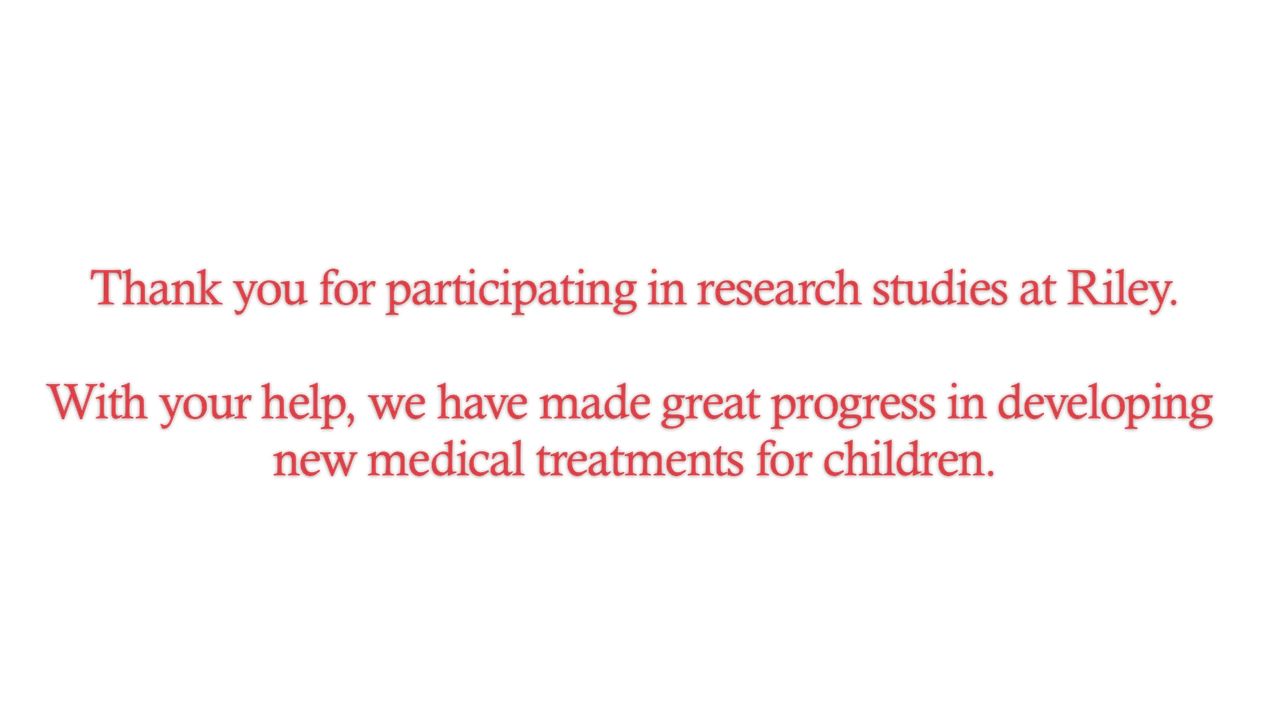 Thank you for participating in research studies at Riley.
With your help, we have made great progress in developing
new medical treatments for children.